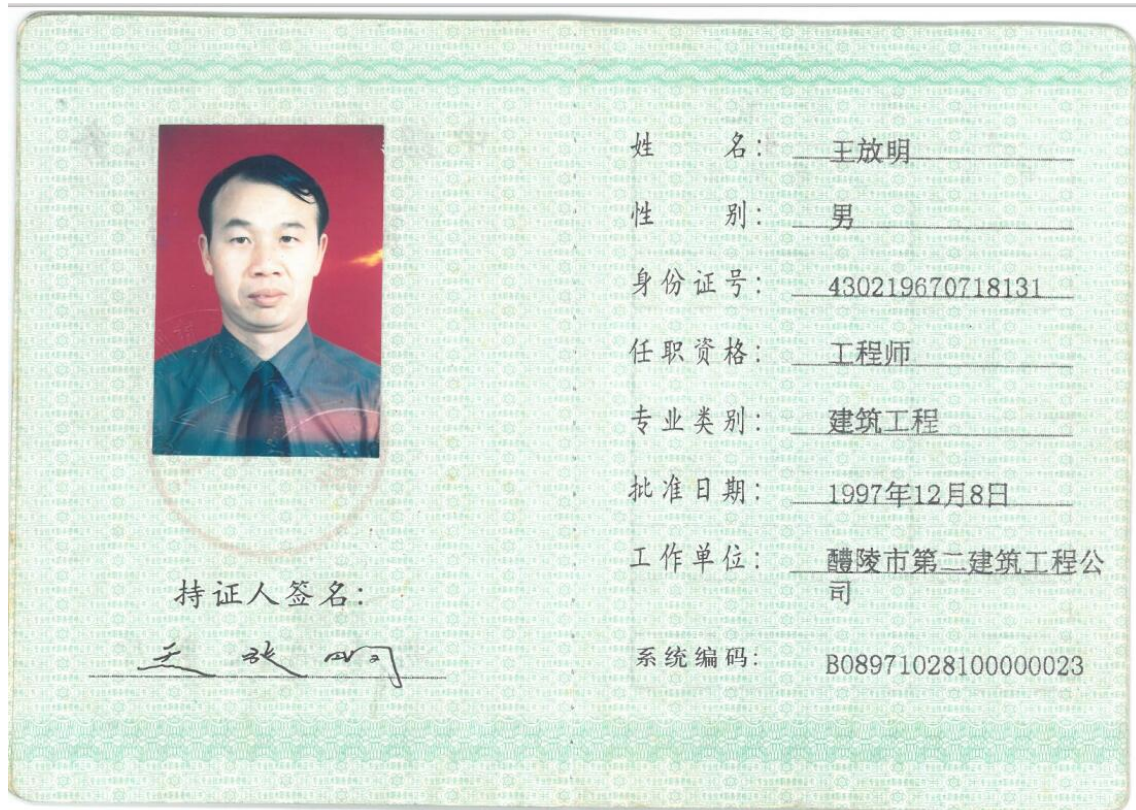 持证人签名:
王放明
姓 名: 王放明
性 别: 男
身份证号: 430219670718131
任职资格: 工程师
专业类别: 建筑工程
批准日期: 1997年12月8日
工作单位: 醴陵市第二建筑工程公
司
系统编码: B08971028100000023